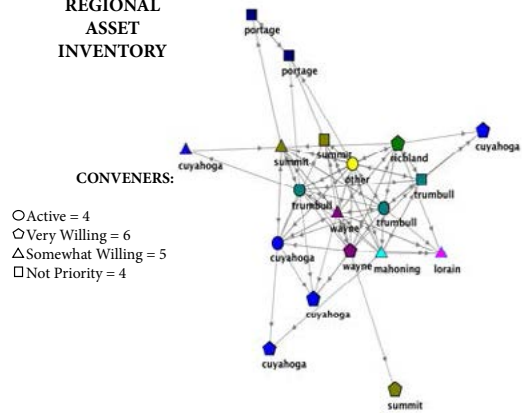 REGIONAL
ASSET
INVENTORY
portage
portage
cuyahoga
summit
summit
richland
cuyahoga
other
trumbull
trumbull
wayne
trumbull
cuyahoga
wayne
mahoning
lorain
cuyahoga
cuyahoga
summit
CONVENERS:
Active = 4
Very Willing = 6
Somewhat Willing = 5
Not Priority = 4